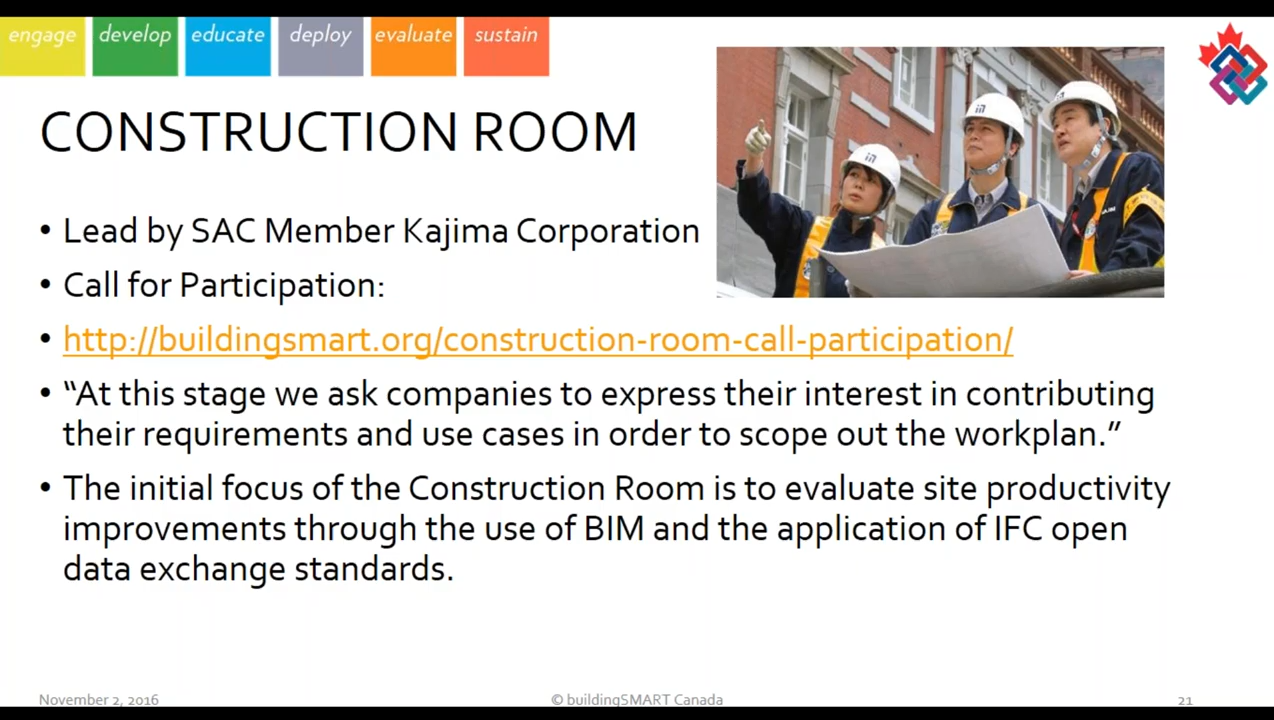 engage develop educate deploy evaluate sustain
CONSTRUCTION ROOM
• Lead by SAC Member Kajima Corporation
• Call for Participation:
• http://buildingsmart.org/construction-room-call-participation/
• “At this stage we ask companies to express their interest in contributing
their requirements and use cases in order to scope out the workplan.”
• The initial focus of the Construction Room is to evaluate site productivity
improvements through the use of BIM and the application of IFC open
data exchange standards.
November 2, 2016 © buildingSMART Canada 21